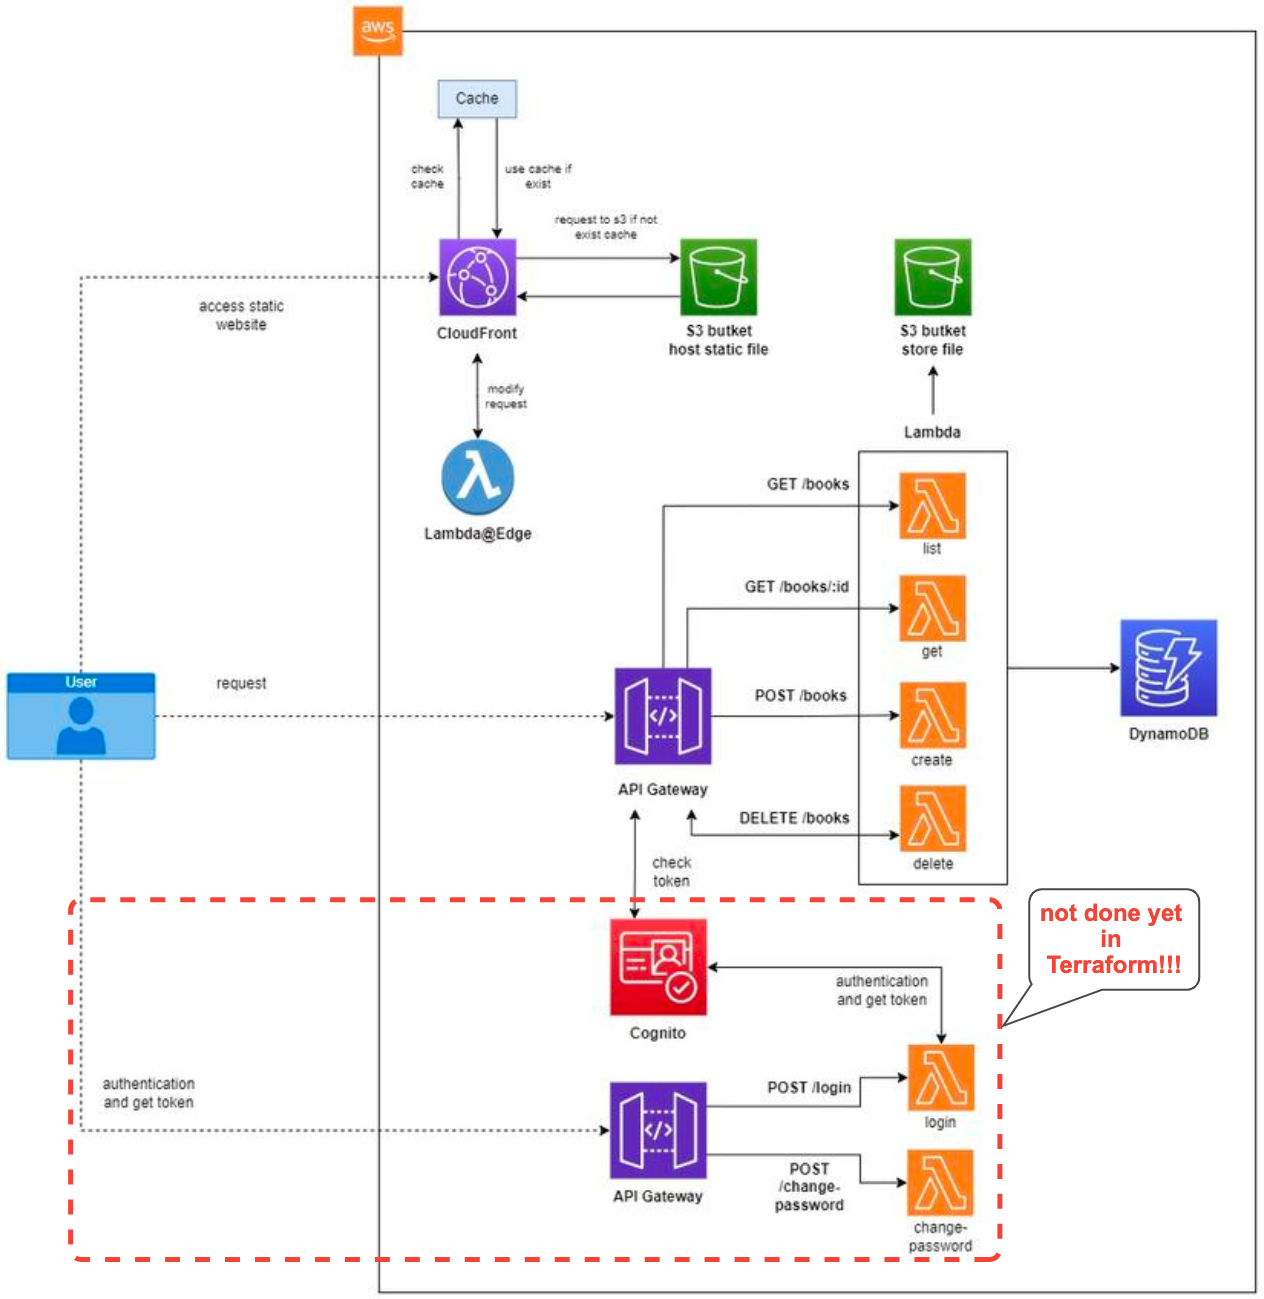 aws
Cache
check
cache
use cache if
exist
request to s3 if not
exist cache
access static
website
CloudFront
S3 butket
host static file
S3 butket
store file
modify
request
Lambda
Lambda@Edge
GET /books
list
GET /books/:id
get
User
request
POST /books
create
API Gateway
DynamoDB
DELETE /books
delete
check
token
not done yet
in
Terraform!!!
Cognito
authentication
and get token
authentication
and get token
POST /login
login
API Gateway
POST
/change-
password
change-
password